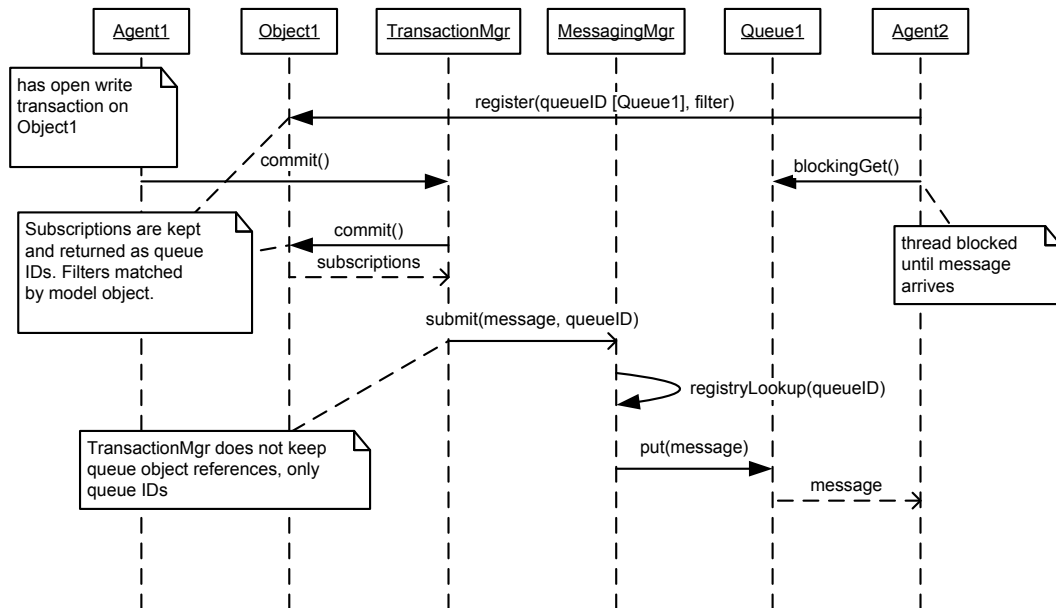 Agent1
Object1
TransactionMgr
MessagingMgr
Queue1
Agent2
has open write
transaction on
Object1
register(queueID [Queue1], filter)
commit()
blockingGet()
Subscriptions are kept
and returned as queue
IDs. Filters matched
by model object.
commit()
subscriptions
thread blocked
until message
arrives
submit(message, queueID)
registryLookup(queueID)
TransactionMgr does not keep
queue object references, only
queue IDs
put(message)
message